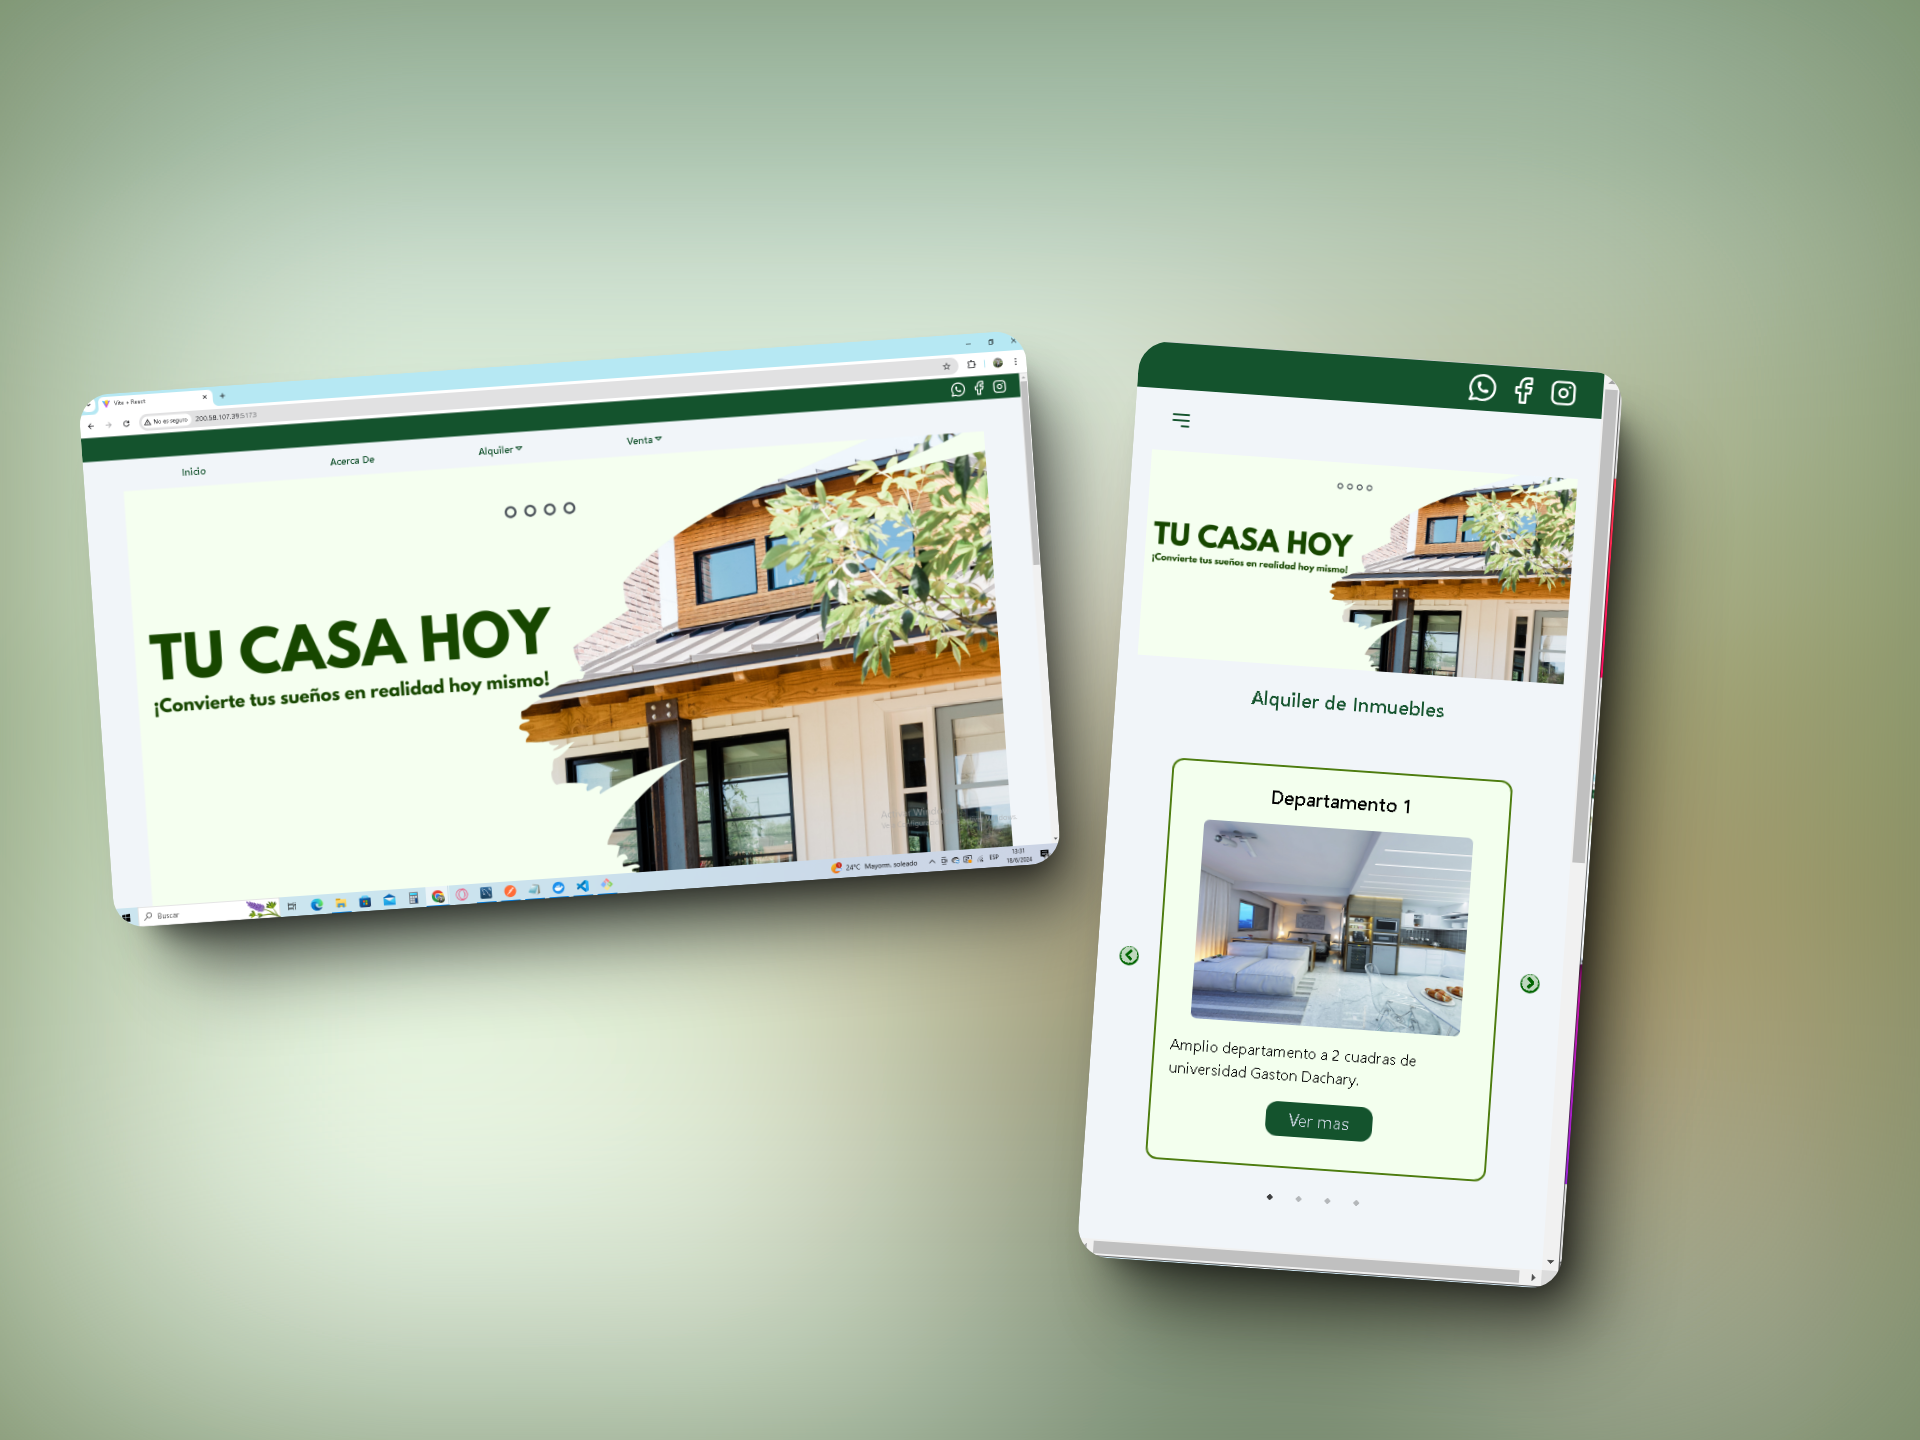 Vite + React
No es seguro
200.58.107.39:5173
Inicio
Acerca De
Alquiler
Venta
TU CASA HOY
¡Convierte tus sueños en realidad hoy mismo!
Buscar
24°C Mayorm. soleado
ESP
13:31
18/6/2024
TU CASA HOY
¡Convierte tus sueños en realidad hoy mismo!
Alquiler de Inmuebles
Departamento 1
Amplio departamento a 2 cuadras de
universidad Gaston Dachary.
Ver mas